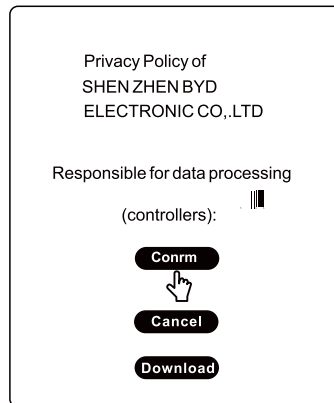 Privacy Policy of
SHEN ZHEN BYD
ELECTRONIC CO,.LTD
Responsible for data processing
(controllers):
Conrm
Cancel
Download